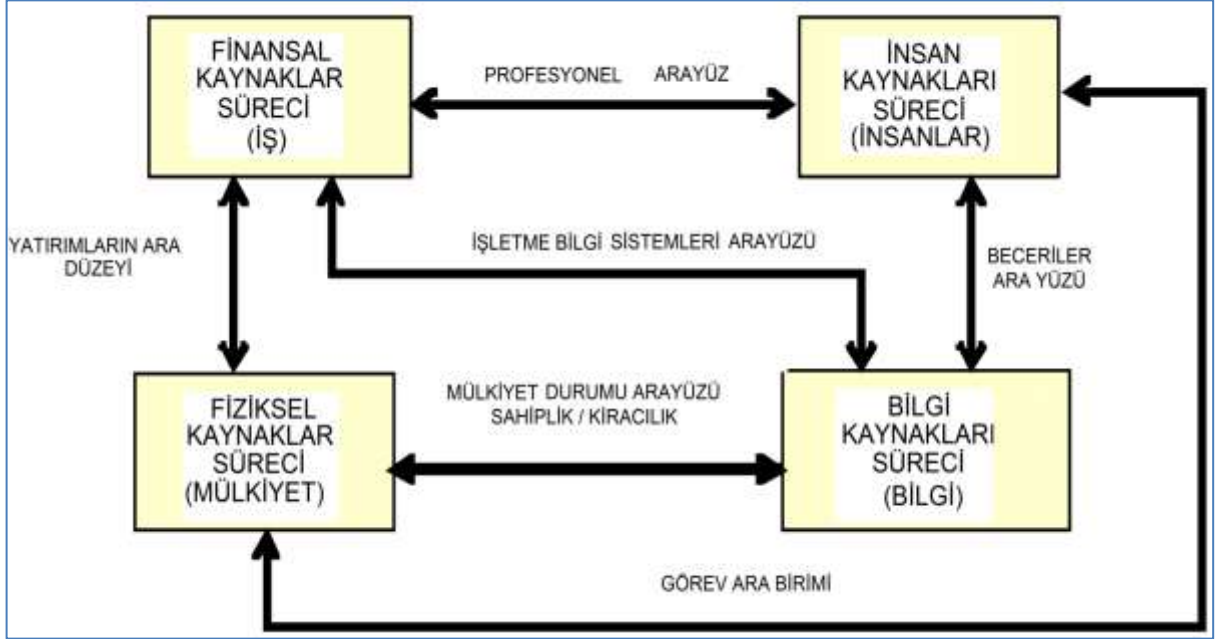 FİNANSAL
KAYNAKLAR
SÜRECİ
(İŞ)
PROFESYONEL ARAYÜZ
İNSAN
KAYNAKLARI
SÜRECİ
(İNSANLAR)
YATIRIMLARIN ARA
DÜZEYİ
İŞLETME BİLGİ SİSTEMLERİ ARAYÜZÜ
BECERİLER
ARA YÜZÜ
FİZİKSEL
KAYNAKLAR
SÜRECİ
(MÜLKİYET)
MÜLKİYET DURUMU ARAYÜZÜ
SAHİPLİK / KİRACILIK
BİLGİ
KAYNAKLARI
SÜRECİ
(BİLGİ)
GÖREV ARA BİRİMİ